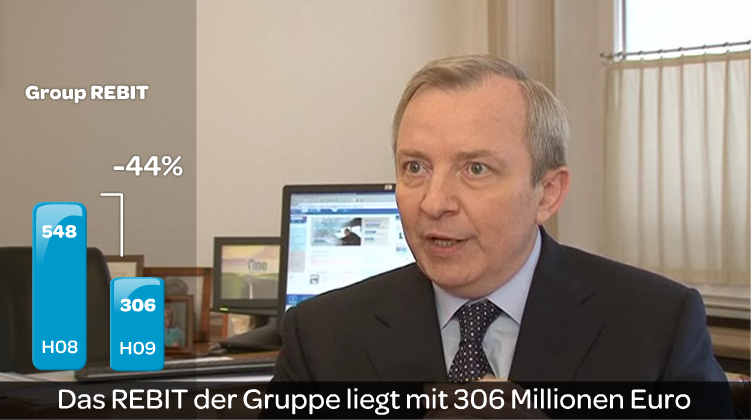 Group REBIT
-44%
548
306
H08
H09
Das REBIT der Gruppe liegt mit 306 Millionen Euro